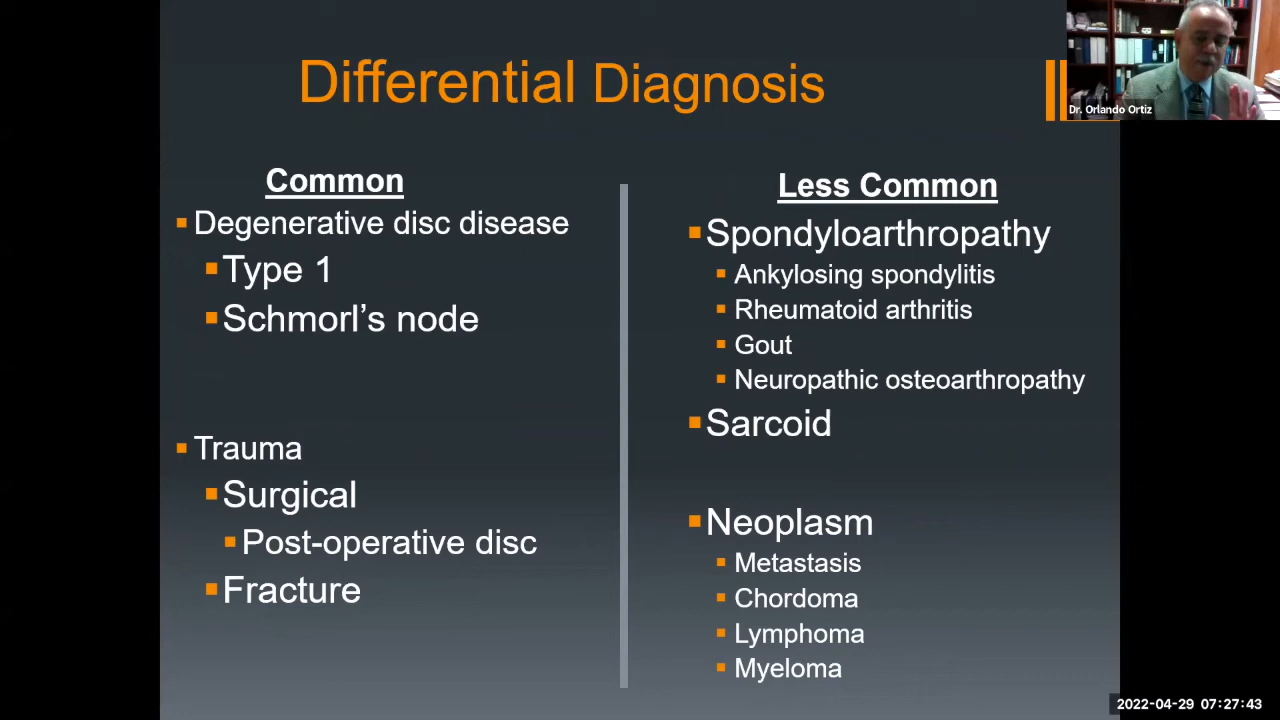 Differential Diagnosis
Dr. Orlando Ortiz
Common
Degenerative disc disease
Type 1
Schmorl’s node
Trauma
Surgical
Post-operative disc
Fracture
Less Common
Spondyloarthropathy
Ankylosing spondylitis
Rheumatoid arthritis
Gout
Neuropathic osteoarthropathy
Sarcoid
Neoplasm
Metastasis
Chordoma
Lymphoma
Myeloma
2022-04-29 07:27:43